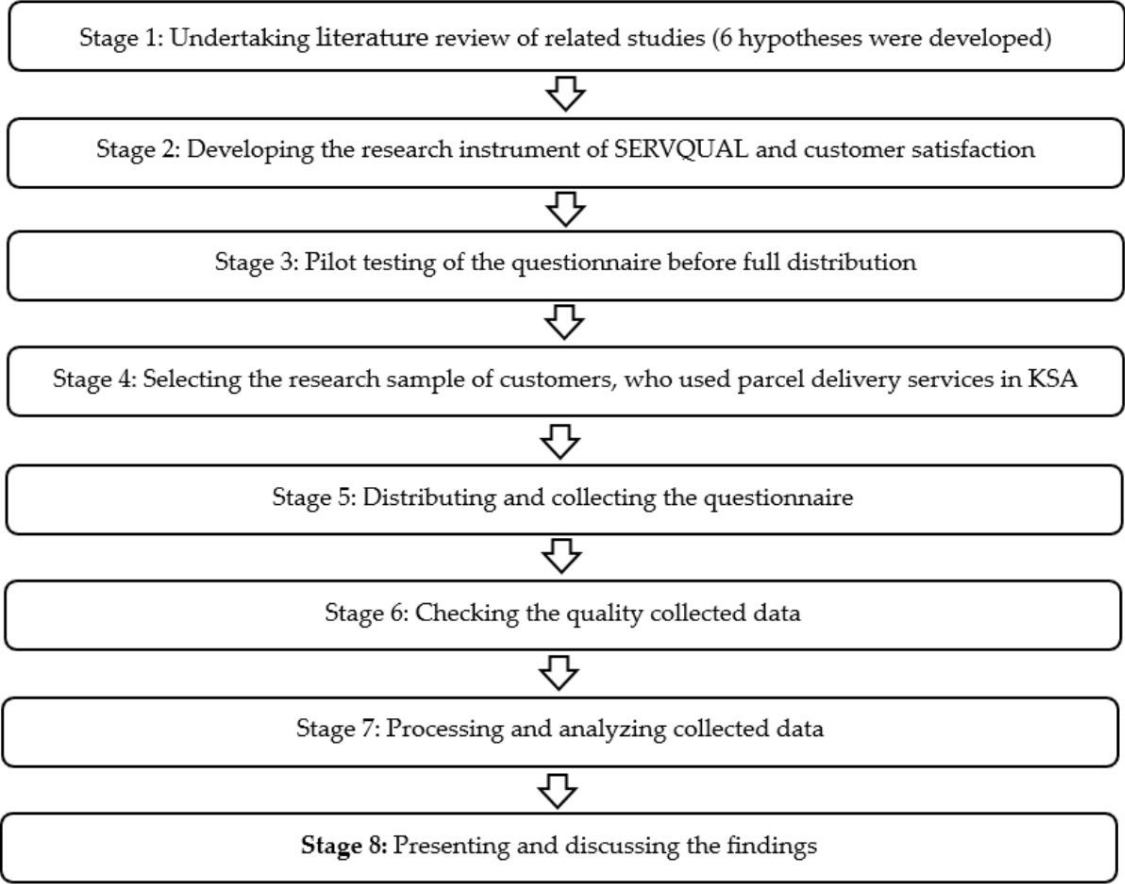 Stage 1: Undertaking literature review of related studies (6 hypotheses were developed)
Stage 2: Developing the research instrument of SERVQUAL and customer satisfaction
Stage 3: Pilot testing of the questionnaire before full distribution
Stage 4: Selecting the research sample of customers, who used parcel delivery services in KSA
Stage 5: Distributing and collecting the questionnaire
Stage 6: Checking the quality collected data
Stage 7: Processing and analyzing collected data
Stage 8: Presenting and discussing the findings